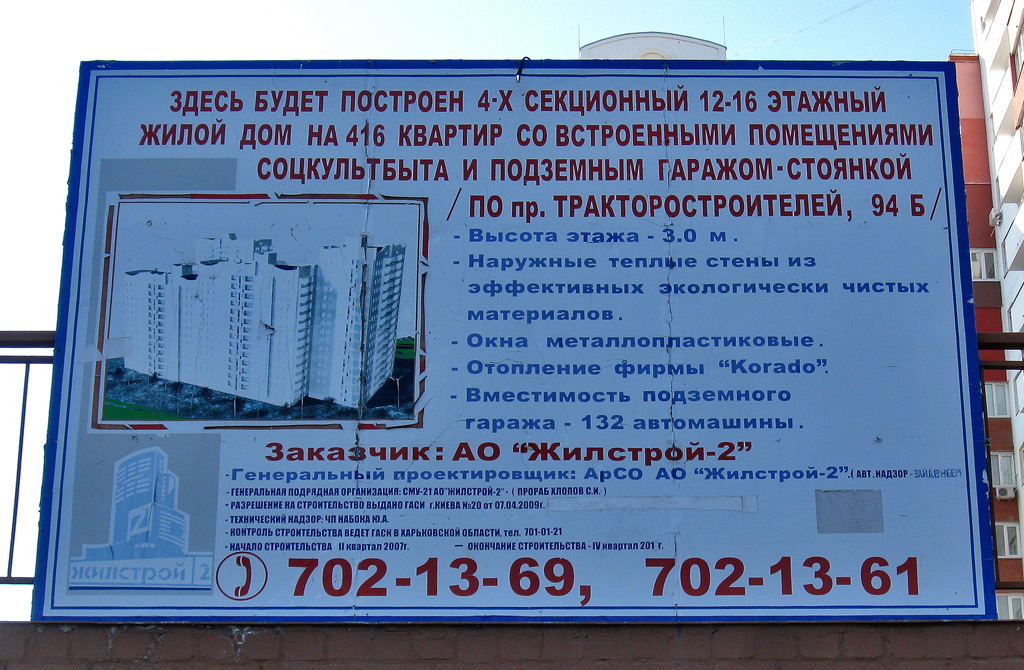 ЗДЕСЬ БУДЕТ ПОСТРОЕН 4-Х СЕКЦИОННЫЙ 12-16 ЭТАЖНЫЙ
ЖИЛОЙ ДОМ НА 416 КВАРТИР СО ВСТРОЕННЫМИ ПОМЕЩЕНИЯМИ
СОЦКУЛЬТБЫТА И ПОДЗЕМНЫМ ГАРАЖОМ-СТОЯНКОЙ
/ ПО пр. ТРАКТОРОСТРОИТЕЛЕЙ, 94 Б /
- Высота этажа - 3.0 м.
- Наружные теплые стены из
эффективных экологически чистых
материалов.
- Окна металлопластиковые.
- Отопление фирмы “Korado”.
- Вместимость подземного
гаража - 132 автомашины.
Заказчик: АО “Жилстрой-2”
- Генеральный проектировщик: АрСО АО “Жилстрой-2”. ( АВТ. НАДЗОР -
- ГЕНЕРАЛЬНАЯ ПОДРЯДНАЯ ОРГАНИЗАЦИЯ: СМУ-21 АО "ЖИЛСТРОЙ-2" - ( ПРОРАБ ХЛОПОВ С.И. )
- РАЗРЕШЕНИЕ НА СТРОИТЕЛЬСТВО ВЫДАНО ГАСИ г.КИЕВА №20 от 07.04.2009г.
- ТЕХНИЧЕСКИЙ НАДЗОР: ЧП НАБОКА Ю.А.
- КОНТРОЛЬ СТРОИТЕЛЬСТВА ВЕДЕТ ГАСН В ХАРЬКОВСКОЙ ОБЛАСТИ, тел. 701-01-21
- НАЧАЛО СТРОИТЕЛЬСТВА II квартал 2007г. — ОКОНЧАНИЕ СТРОИТЕЛЬСТВА - IV квартал 201 г.
жилстрой 2
702-13-69, 702-13-61